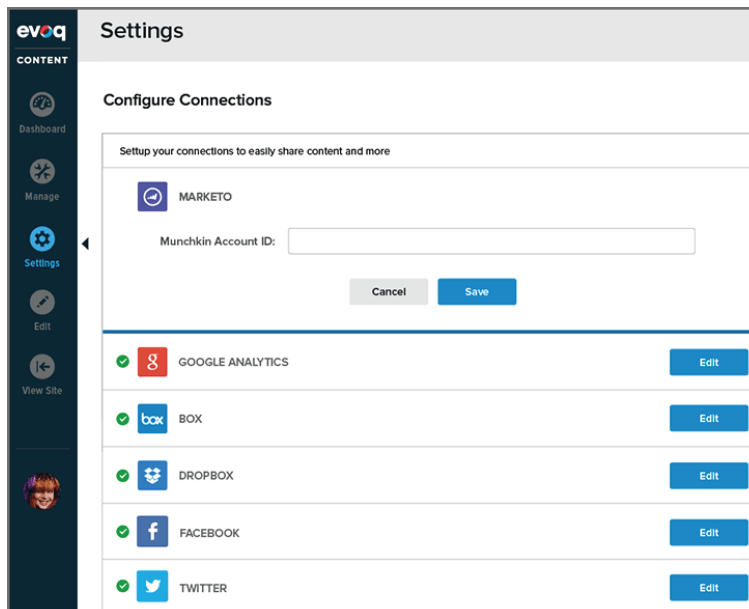 evoq
CONTENT
Dashboard
Manage
Settings
Edit
View Site
Settings
Configure Connections
Settup your connections to easily share content and more
MARKETO
Munchkin Account ID:
Cancel Save
g GOOGLE ANALYTICS Edit
box BOX Edit
DROPBOX Edit
f FACEBOOK Edit
TWITTER Edit